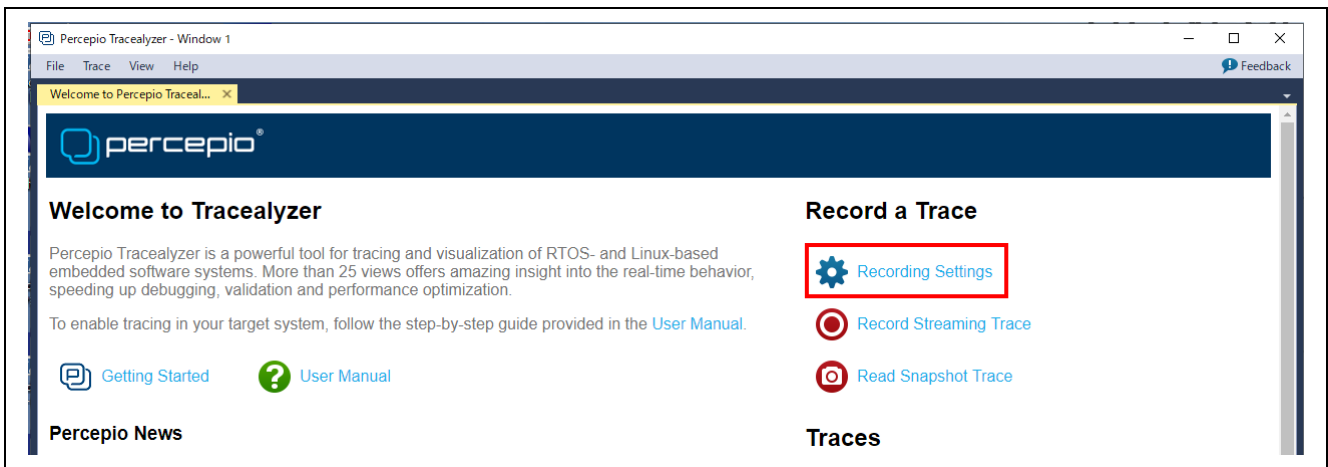 Percepio Tracealyzer - Window 1
File Trace View Help
Feedback
Welcome to Percepio Traceal...
percepio®
Welcome to Tracealyzer
Percepio Tracealyzer is a powerful tool for tracing and visualization of RTOS- and Linux-based
embedded software systems. More than 25 views offers amazing insight into the real-time behavior,
speeding up debugging, validation and performance optimization.
To enable tracing in your target system, follow the step-by-step guide provided in the User Manual.
Getting Started
User Manual
Percepio News
Record a Trace
Recording Settings
Record Streaming Trace
Read Snapshot Trace
Traces